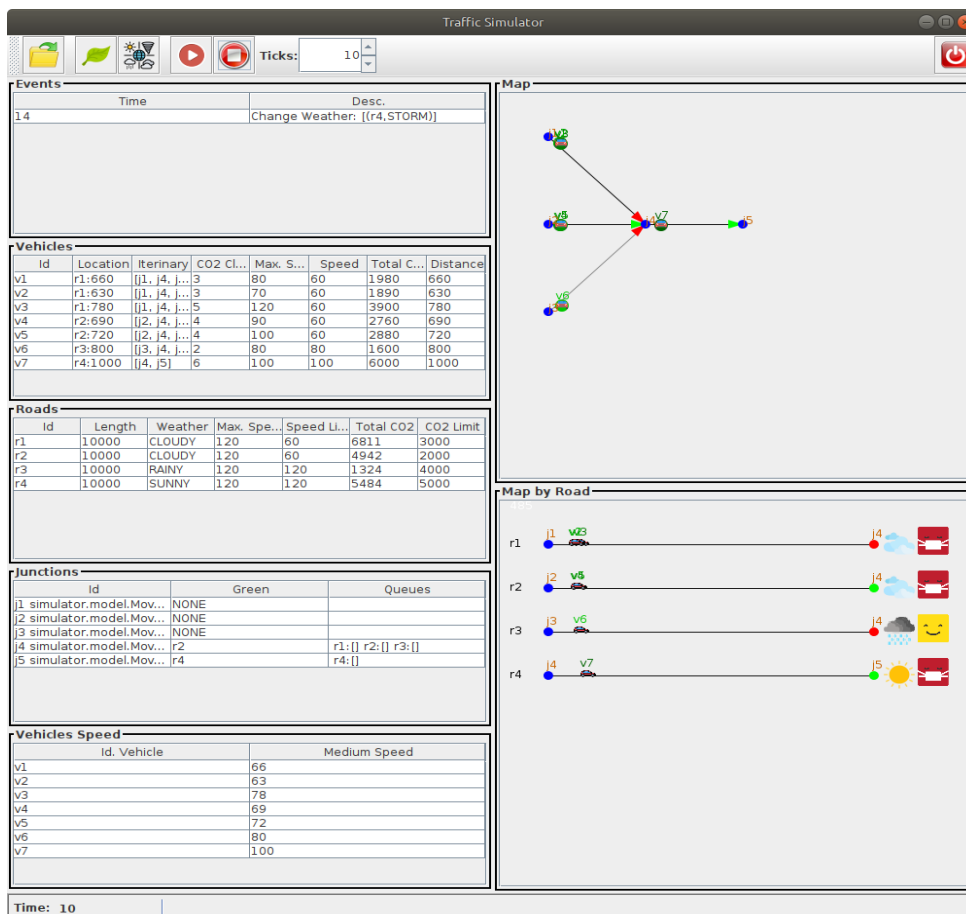 Traffic Simulator
Ticks: 10
Events
Time Desc.
14 Change Weather: [(r4,STORM)]
Vehicles
Id Location Iterinary CO2 Cl... Max. S... Speed Total C... Distance
v1 r1:660 [j1, j4, j... 3 80 60 1980 660
v2 r1:630 [j1, j4, j... 3 70 60 1890 630
v3 r1:780 [j1, j4, j... 5 120 60 3900 780
v4 r2:690 [j2, j4, j... 4 90 60 2760 690
v5 r2:720 [j2, j4, j... 4 100 60 2880 720
v6 r3:800 [j3, j4, j... 2 80 80 1600 800
v7 r4:1000 [j4, j5] 6 100 100 6000 1000
Roads
Id Length Weather Max. Spe... Speed Li... Total CO2 CO2 Limit
r1 10000 CLOUDY 120 60 6811 3000
r2 10000 CLOUDY 120 60 4942 2000
r3 10000 RAINY 120 120 1324 4000
r4 10000 SUNNY 120 120 5484 5000
Junctions
Id Green Queues
j1 simulator.model.Mov... NONE
j2 simulator.model.Mov... NONE
j3 simulator.model.Mov... NONE
j4 simulator.model.Mov... r2 r1:[] r2:[] r3:[]
j5 simulator.model.Mov... r4 r4:[]
Vehicles Speed
Id. Vehicle Medium Speed
v1 66
v2 63
v3 78
v4 69
v5 72
v6 80
v7 100
Time: 10
Map
j4 v7 j5
v6
Map by Road
r1 j1 j4
r2 j2 j4
r3 j3 v6 j4
r4 j4 v7 j5